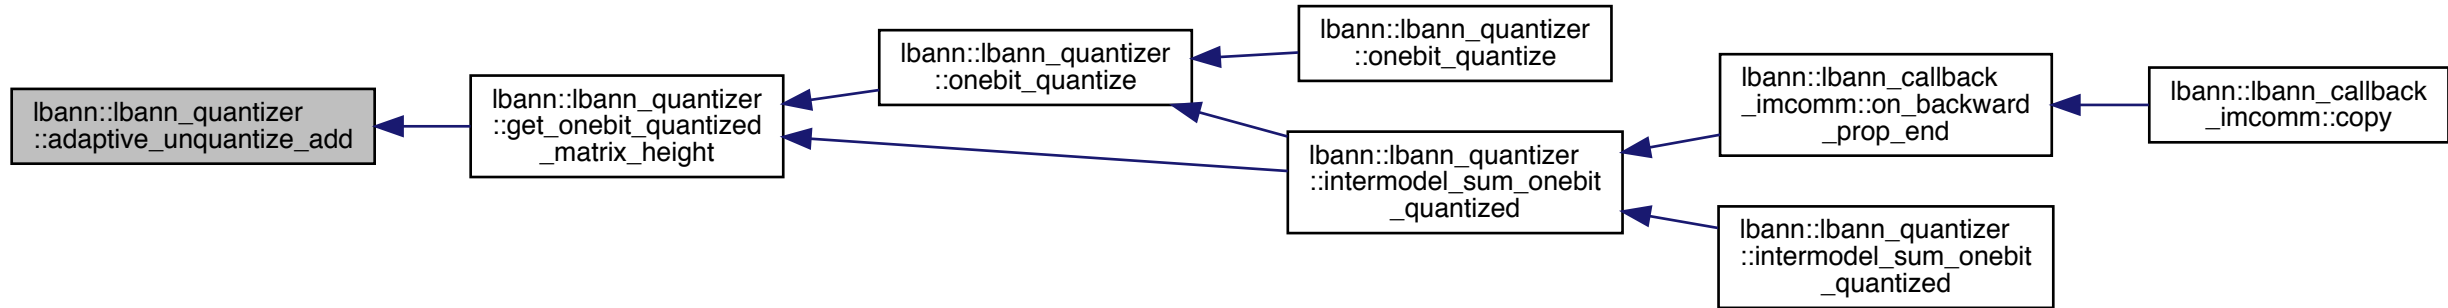 lbann::lbann_quantizer
::adaptive_unquantize_add
lbann::lbann_quantizer
::get_onebit_quantized
_matrix_height
lbann::lbann_quantizer
::onebit_quantize
lbann::lbann_quantizer
::onebit_quantize
lbann::lbann_quantizer
::intermodel_sum_onebit
_quantized
lbann::lbann_callback
_imcomm::on_backward
_prop_end
lbann::lbann_quantizer
::intermodel_sum_onebit
_quantized
lbann::lbann_callback
_imcomm::copy